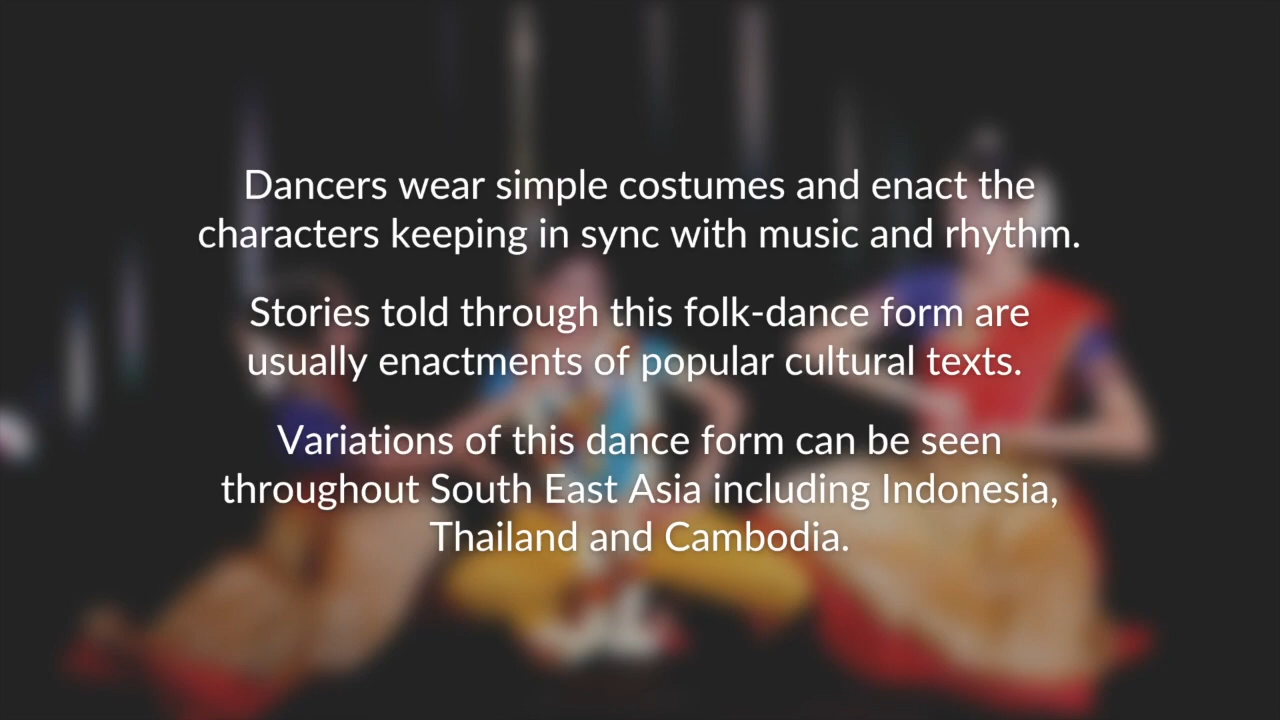 Dancers wear simple costumes and enact the
characters keeping in sync with music and rhythm.
Stories told through this folk-dance form are
usually enactments of popular cultural texts.
Variations of this dance form can be seen
throughout South East Asia including Indonesia,
Thailand and Cambodia.